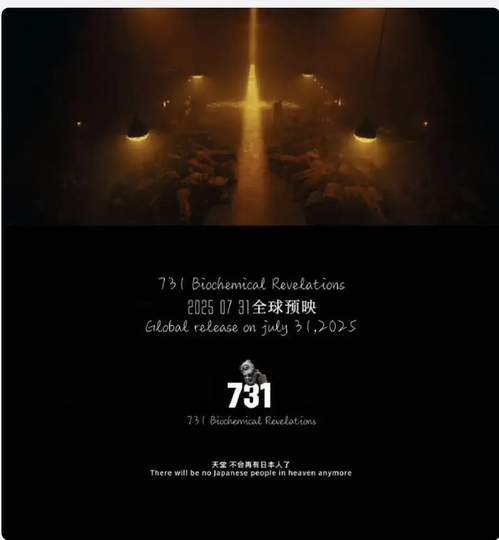 731 Biochemical Revelations
2025 07 31全球预映
Global release on july 31,2025
731
731 Biochemical Revelations
天堂 不会再有日本人了
There will be no Japanese people in heaven anymore